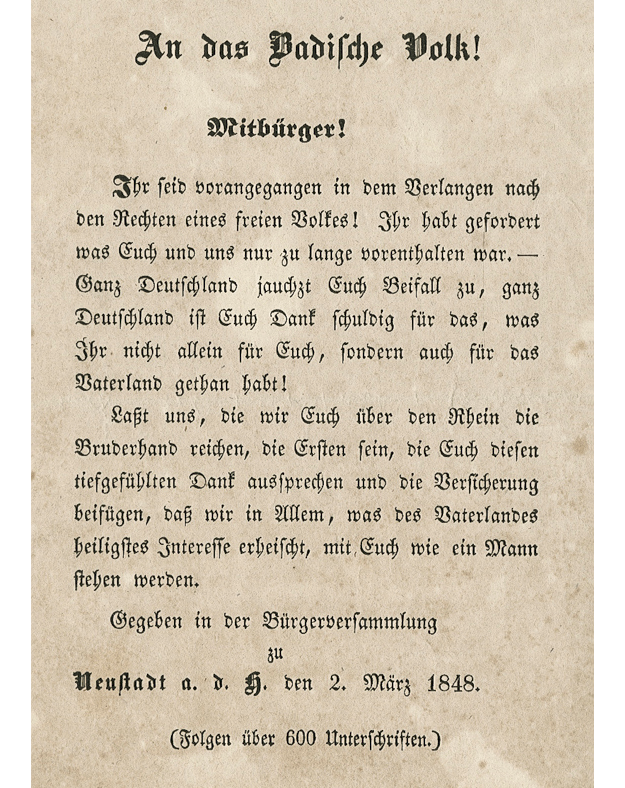 An das Badische Volk!
Mitbürger!
Ihr seid vorangegangen in dem Verlangen nach
den Rechten eines freien Volkes! Ihr habt gefordert
was Euch und uns nur zu lange vorenthalten war. —
Ganz Deutschland jauchzt Euch Beifall zu, ganz
Deutschland ist Euch Dank schuldig für das, was
Ihr nicht allein für Euch, sondern auch für das
Vaterland gethan habt!
Laßt uns, die wir Euch über den Rhein die
Bruderhand reichen, die Ersten sein, die Euch diesen
tiefgefühlten Dank aussprechen und die Versicherung
beifügen, daß wir in Allem, was des Vaterlandes
heiligstes Interesse erheischt, mit Euch wie ein Mann
stehen werden.
Gegeben in der Bürgerversammlung
zu
Neustadt a. d. H. den 2. März 1848.
(Folgen über 600 Unterschriften.)